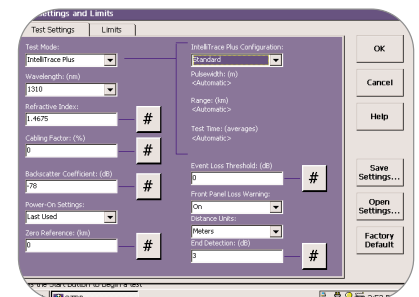 Settings and Limits
Test Settings
Limits
Test Mode:
IntelliTrace Plus
Wavelength: (nm)
1310
Refractive Index:
1.4675
#
Cabling Factor: (%)
0
#
Backscatter Coefficient: (dB)
-78
#
Power-On Settings:
Last Used
Zero Reference: (km)
0
#
IntelliTrace Plus Configuration:
Standard
Pulsewidth: (m)
<Automatic>
Range: (km)
<Automatic>
Test Time: (averages)
<Automatic>
Event Loss Threshold: (dB)
0
#
Front Panel Loss Warning:
On
Distance Units:
Meters
End Detection: (dB)
3
#
OK
Cancel
Help
Save
Settings...
Open
Settings...
Factory
Default
the Start Button to begin a test